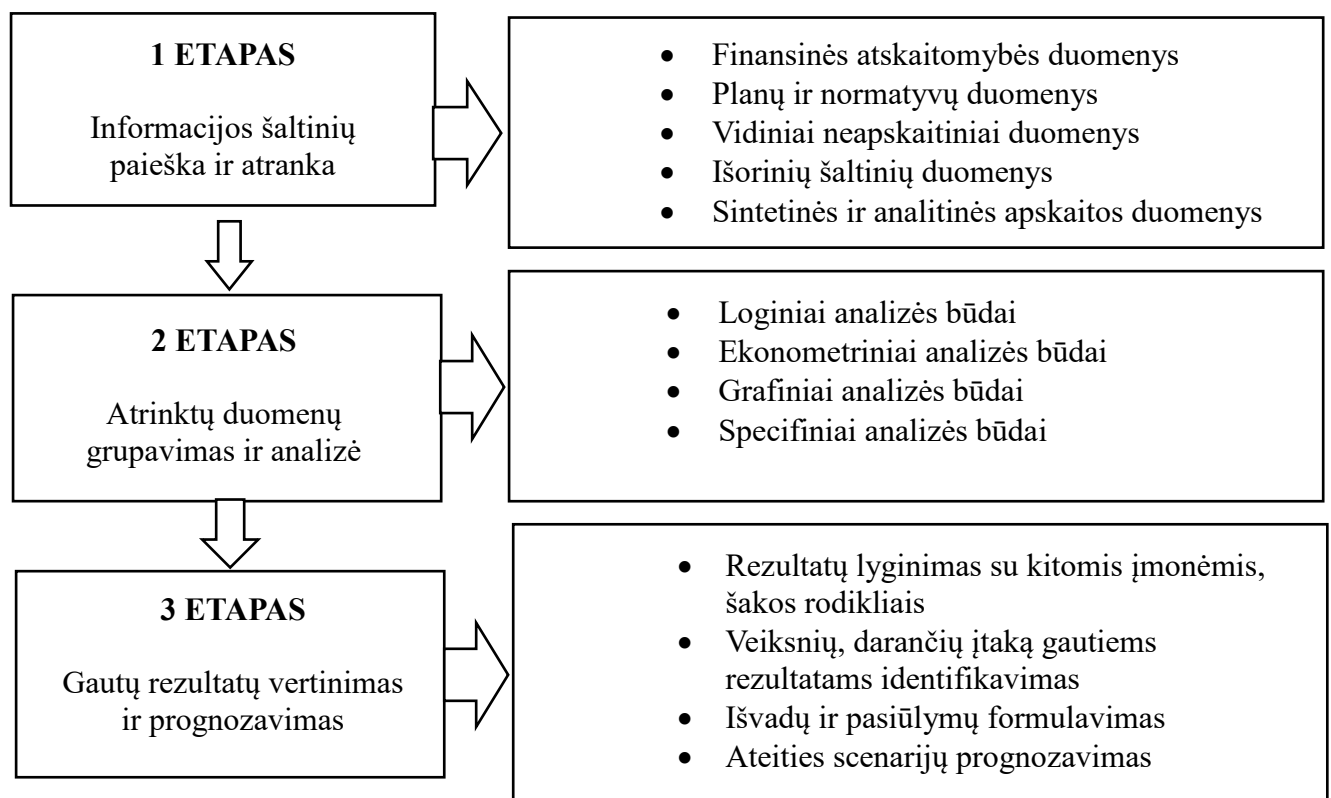 1 ETAPAS
Informacijos šaltinių
paieška ir atranka
• Finansinės atskaitomybės duomenys
• Planų ir normatyvų duomenys
• Vidiniai neapskaitiniai duomenys
• Išorinių šaltinių duomenys
• Sintetinės ir analitinės apskaitos duomenys
2 ETAPAS
Atrinktų duomenų
grupavimas ir analizė
• Loginiai analizės būdai
• Ekonometriniai analizės būdai
• Grafiniai analizės būdai
• Specifiniai analizės būdai
3 ETAPAS
Gautų rezultatų vertinimas
ir prognozavimas
• Rezultatų lyginimas su kitomis įmonėmis,
šakos rodikliais
• Veiksnių, darančių įtaką gautiems
rezultatams identifikavimas
• Išvadų ir pasiūlymų formulavimas
• Ateities scenarijų prognozavimas